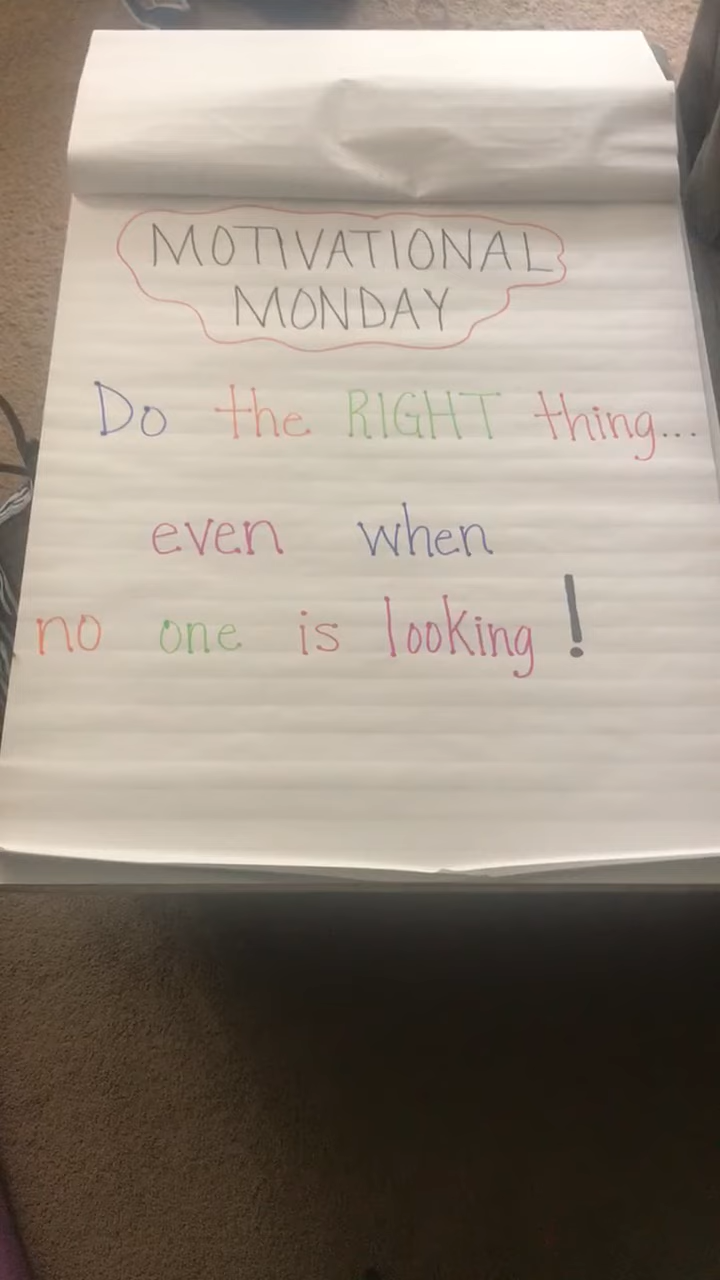 MOTIVATIONAL
MONDAY
Do the RIGHT thing...
even when
no one is looking!